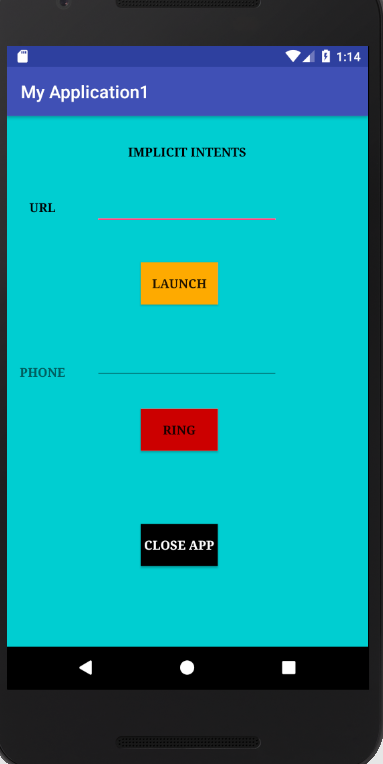 1:14
My Application1
IMPLICIT INTENTS
URL
LAUNCH
PHONE
RING
CLOSE APP